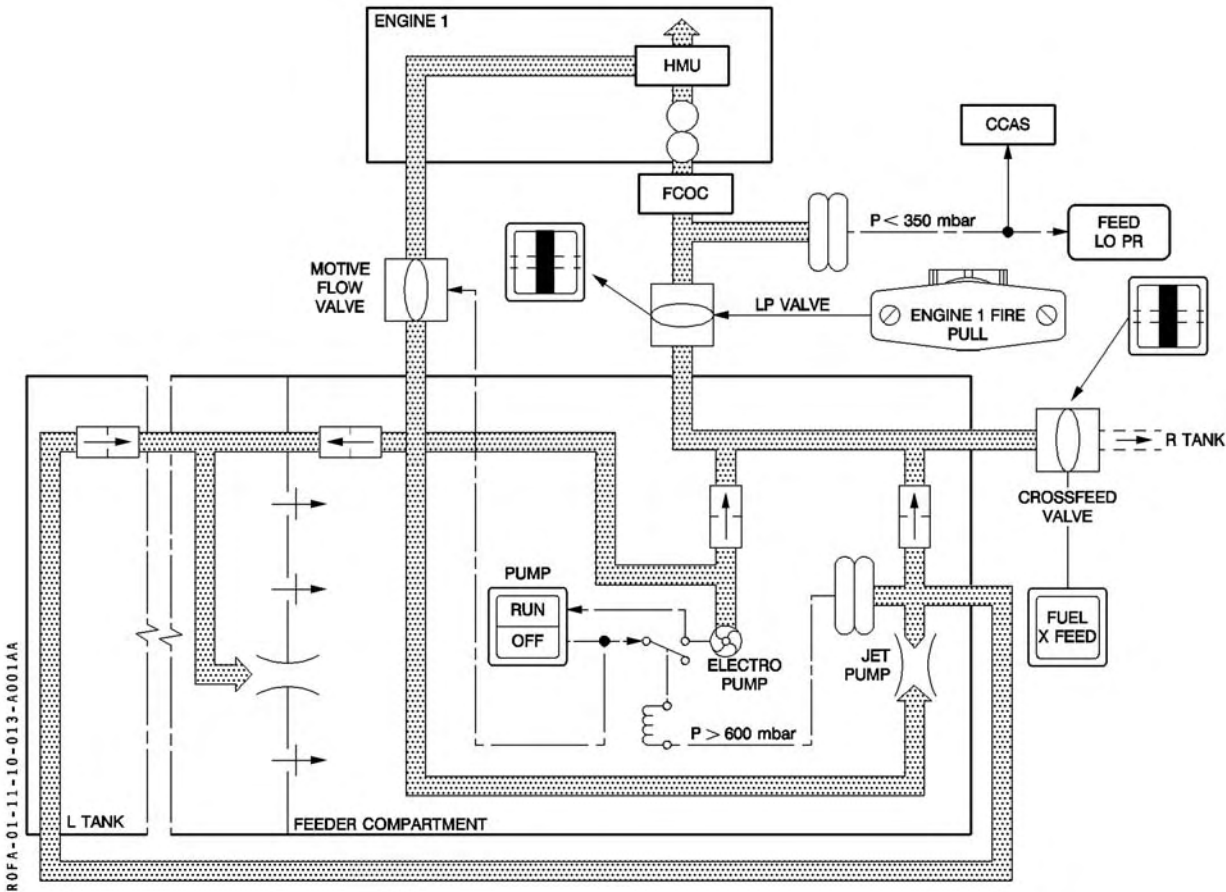 ENGINE 1
HMU
CCAS
FCOC
P < 350 mbar
FEED
LO PR
MOTIVE
FLOW
VALVE
LP VALVE
ENGINE 1 FIRE
PULL
R TANK
CROSSFEED
VALVE
PUMP
RUN
OFF
FUEL
X FEED
ELECTRO
PUMP
JET
PUMP
P > 600 mbar
L TANK
FEEDER COMPARTMENT
R0FA-01-11-10-013-A001AA